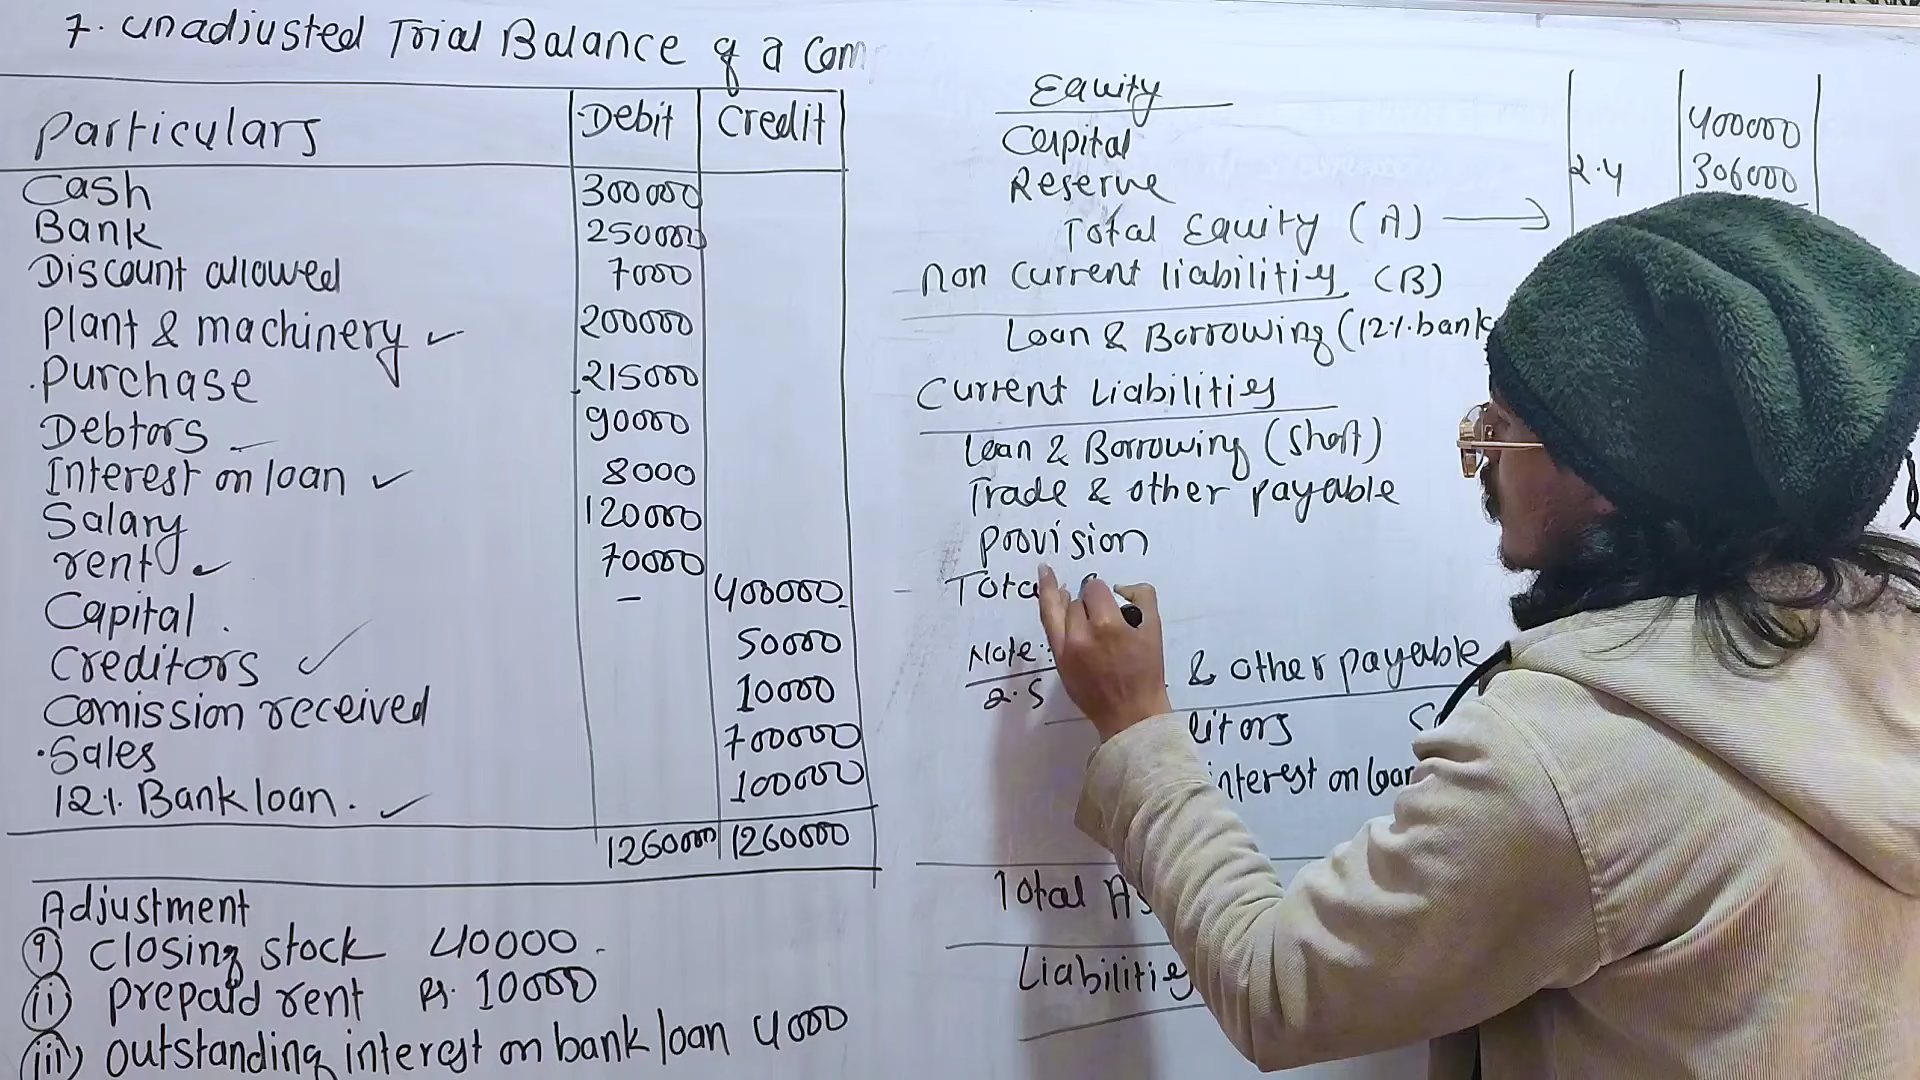 7. Unadjusted Trial Balance of a Com
Particulars Debit Credit
Cash 300000
Bank 250000
Discount allowed 7000
Plant & machinery ✓ 200000
Purchase 215000
Debtors 90000
Interest on loan ✓ 8000
Salary 120000
rent ✓ 70000
Capital - 400000
Creditors ✓ 50000
Comission received 10000
Sales 700000
12% Bank loan. ✓ 100000
1260000 1260000
Adjustment
i) Closing stock 40000
ii) prepaid rent Rs. 10000
iii) outstanding interest on bank loan 4000
Equity
Capital 400000
Reserve 2.4 306000
Total Equity (A) →
Non Current liabilities (B)
Loan & Borrowing (12% bank
Current Liabilities
Loan & Borrowing (short)
Trade & other payable
provision
Tota
Note:
2.5 & other payable
litors
interest on loan
Total As
Liabilities